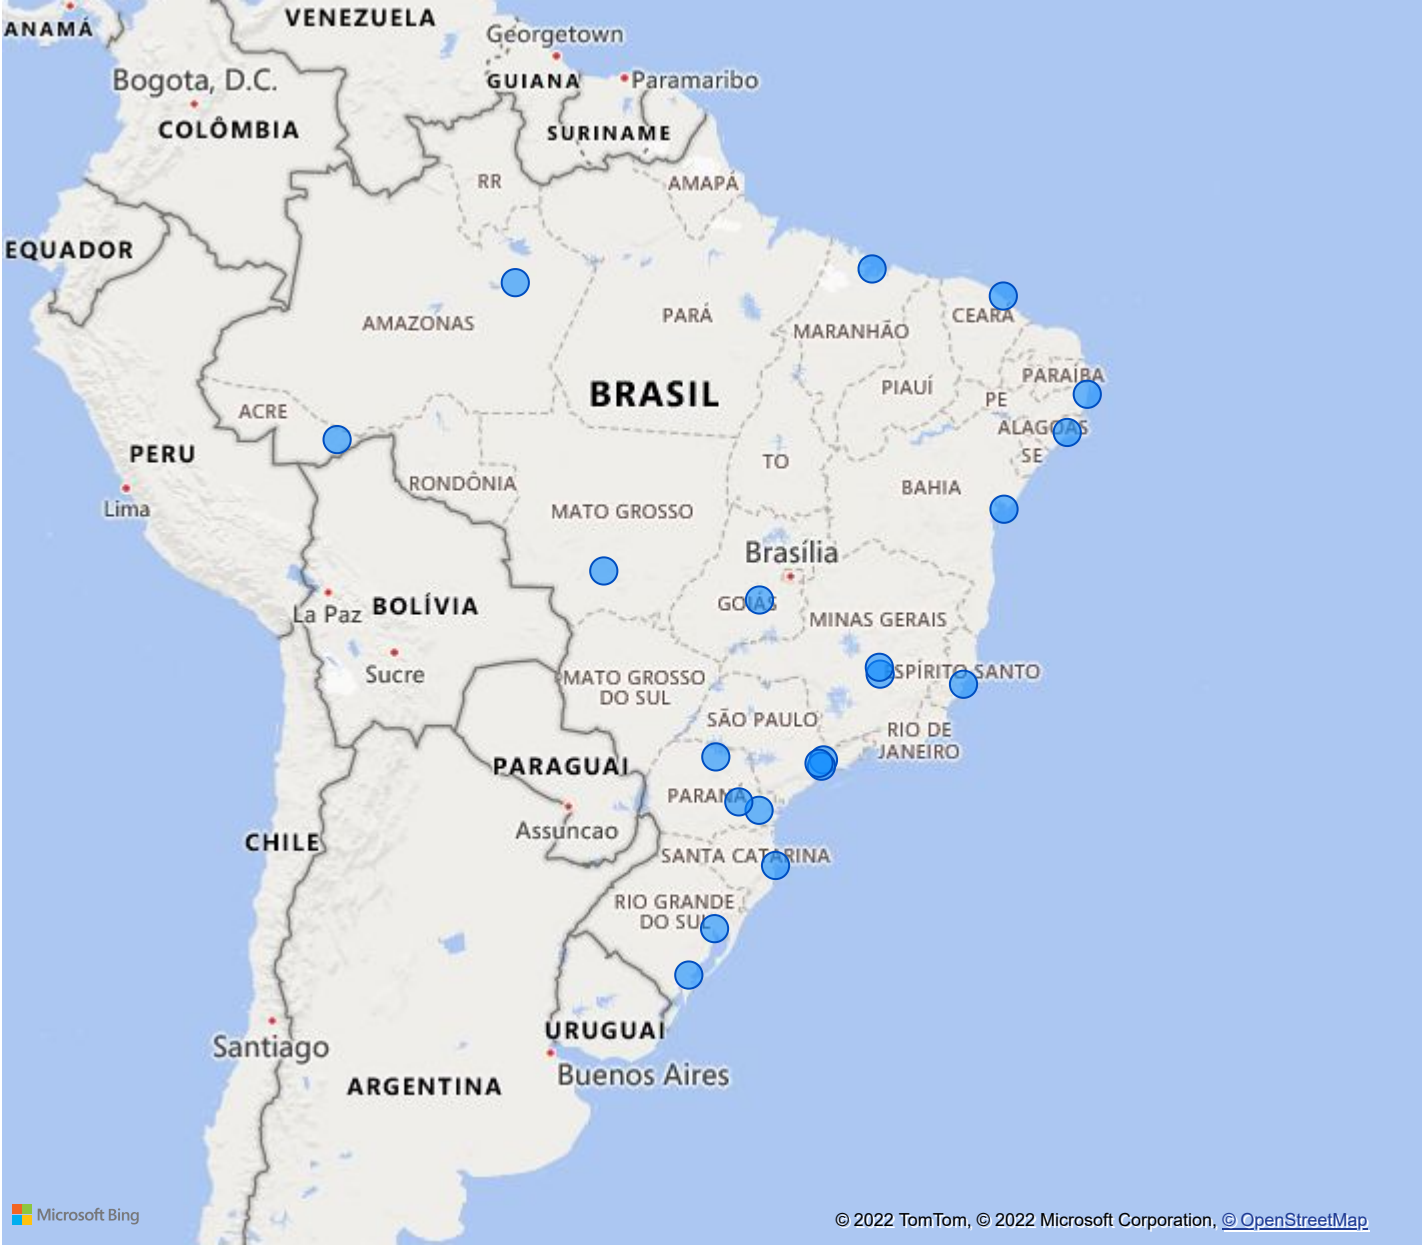 VENEZUELA
ANAMÁ
Georgetown
Bogota, D.C.
GUIANA
Paramaribo
COLÔMBIA
SURINAME
RR
AMAPÁ
EQUADOR
AMAZONAS
PARÁ
CEARÁ
MARANHÃO
BRASIL
PIAUÍ
PARAÍBA
PE
ACRE
ALAGOAS
PERU
TO
SE
RONDÔNIA
BAHIA
Lima
MATO GROSSO
Brasília
La Paz
BOLÍVIA
GOIÁS
MINAS GERAIS
Sucre
MATO GROSSO
DO SUL
SPÍRITO SANTO
SÃO PAULO
RIO DE
JANEIRO
PARAGUAI
PARANÁ
Assuncao
CHILE
SANTA CATARINA
RIO GRANDE
DO SUL
Santiago
URUGUAI
ARGENTINA
Buenos Aires
Microsoft Bing
© 2022 TomTom, © 2022 Microsoft Corporation, © OpenStreetMap